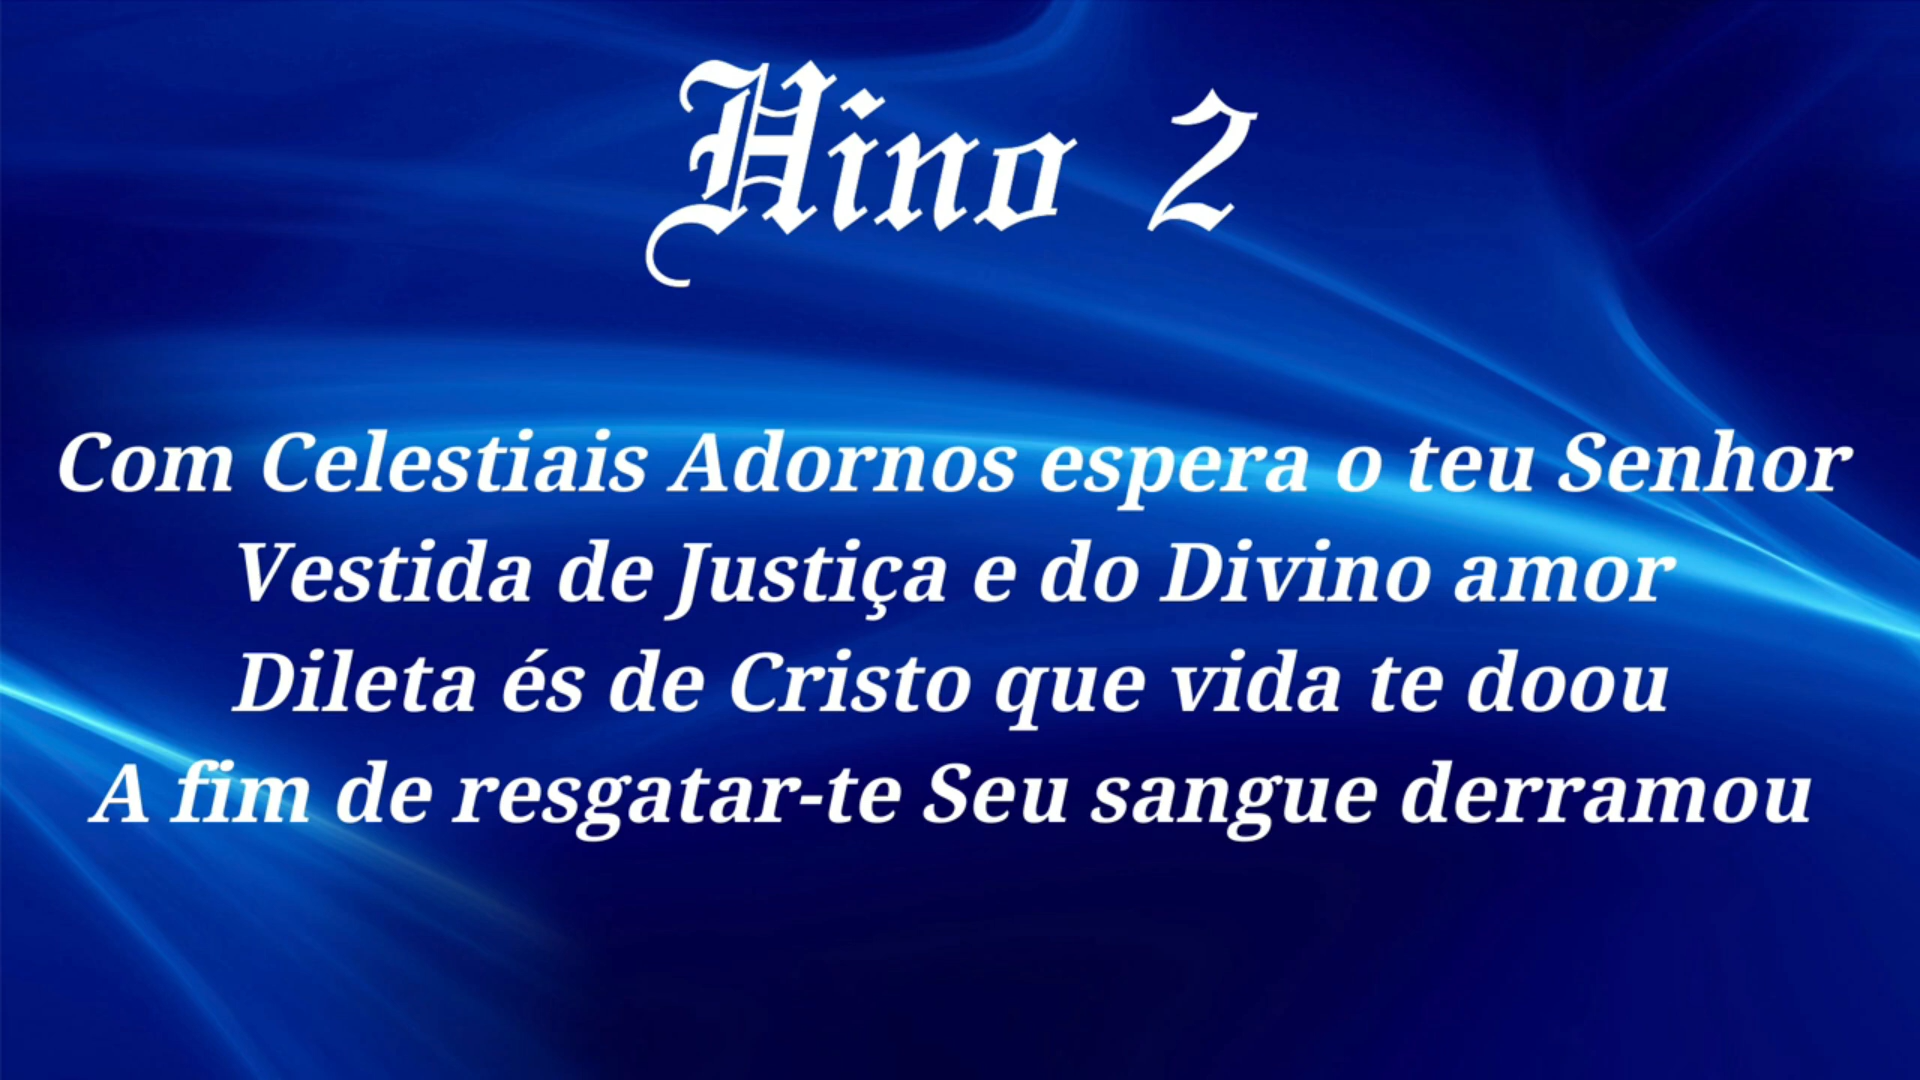 Hino 2
Com Celestiais Adornos espera o teu Senhor
Vestida de Justiça e do Divino amor
Dileta és de Cristo que vida te doou
A fim de resgatar-te Seu sangue derramou